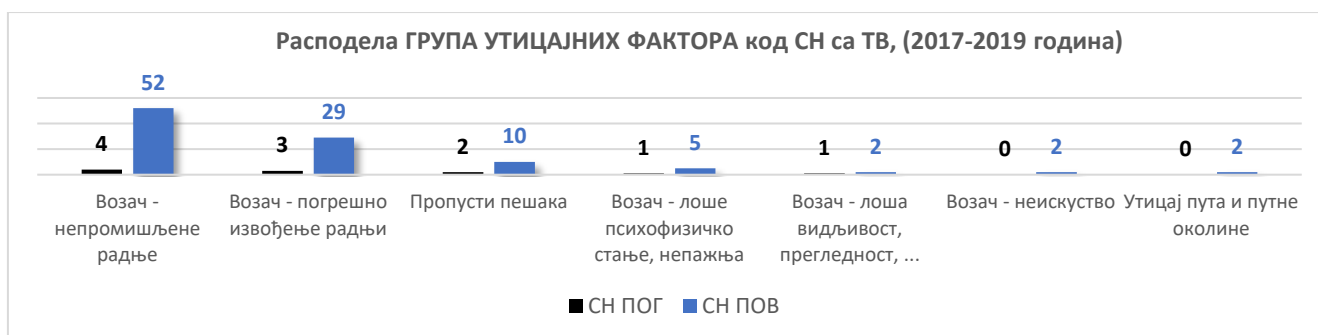 Расподела ГРУПА УТИЦАЈНИХ ФАКТОРА код СН са ТВ, (2017-2019 година)
4 52 3 29 2 10 1 5 1 2 0 2 0 2
Возач - непромишљене радње
Возач - погрешно извођење радњи
Пропусти пешака
Возач - лоше психофизичко стање, непажња
Возач - лоша видљивост, прегледност, ...
Возач - неискуство
Утицај пута и путне околине
СН ПОГ СН ПОВ